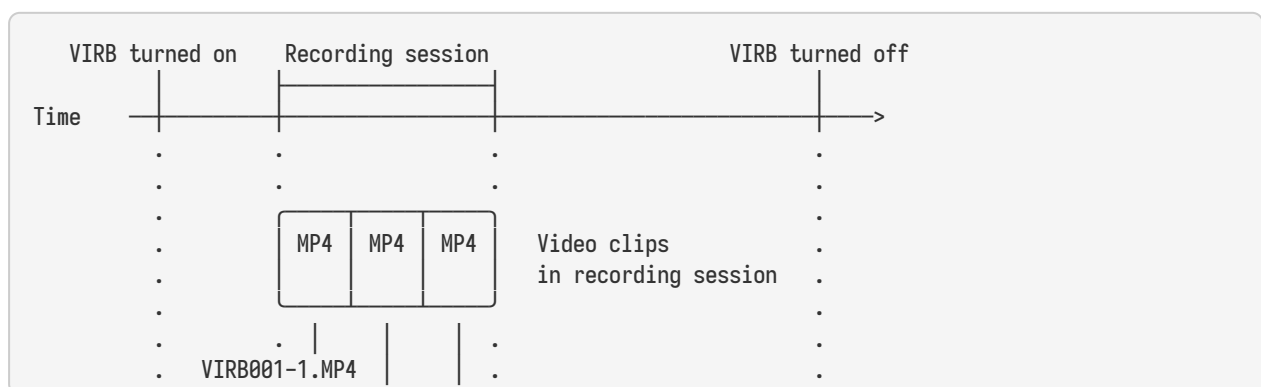 VIRB turned on Recording session VIRB turned off
Time
MP4 MP4 MP4 Video clips
in recording session
VIRB001-1.MP4